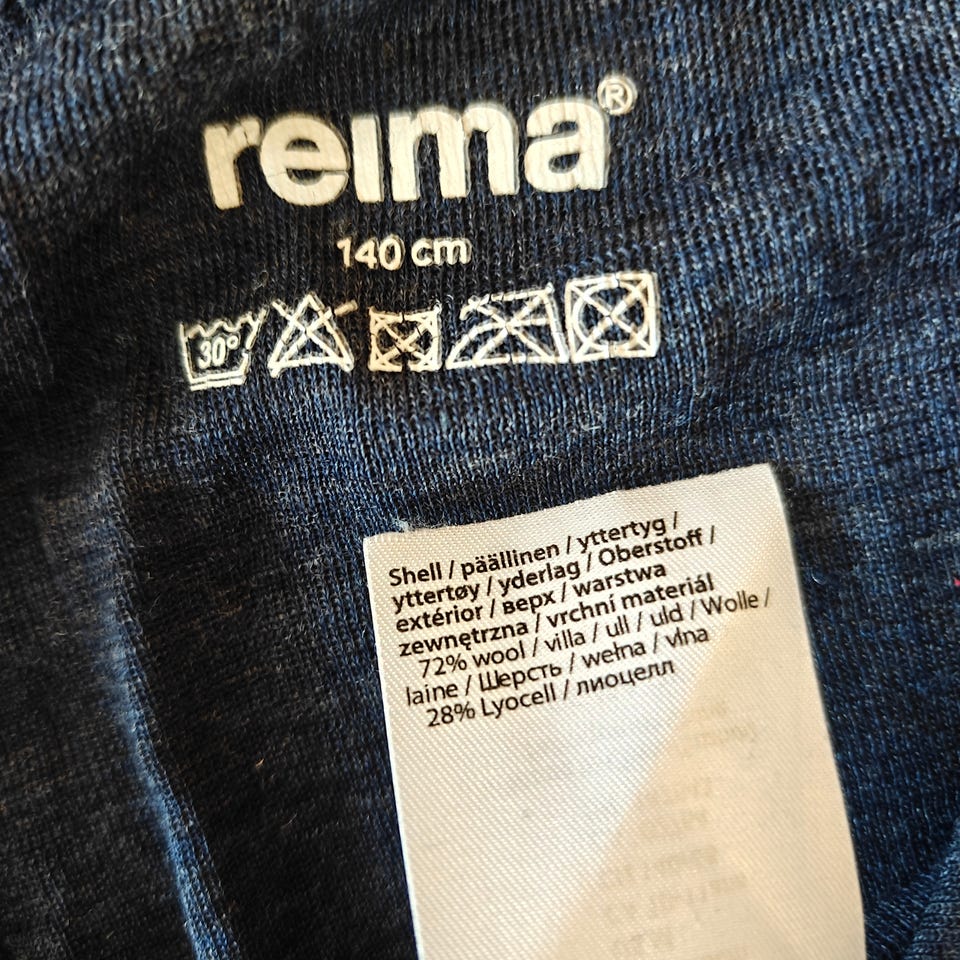 reima®
140 cm
30°
Shell / päällinen / yttertyg /
yttertøy / yderlag / Oberstoff /
extérior / верх / warstwa
zewnętrzna / vrchní materiál
72% wool / villa / ull / uld / Wolle /
laine / Шерсть / wełna / vlna
28% Lyocell / лиоцелл